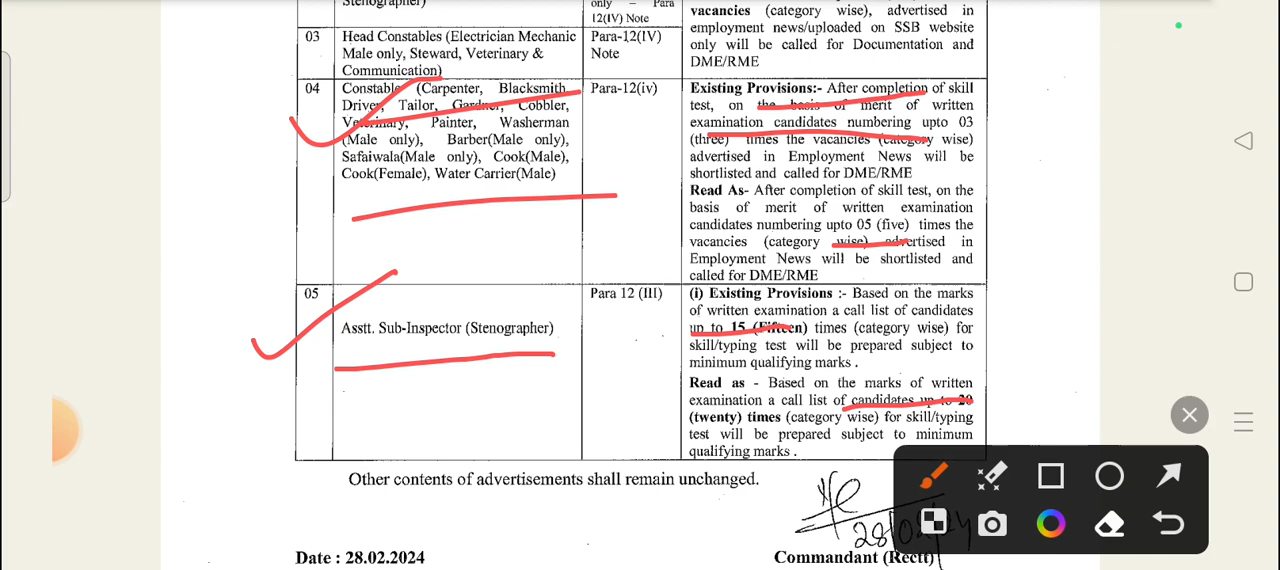 Stenographer)
only – Para
12(IV) Note
vacancies (category wise), advertised in
employment news/uploaded on SSB website
only will be called for Documentation and
DME/RME
03
Head Constables (Electrician Mechanic
Male only, Steward, Veterinary &
Communication)
Para-12(IV)
Note
04
Constable (Carpenter, Blacksmith
Driver, Tailor, Gardner, Cobbler,
Veterinary, Painter, Washerman
(Male only), Barber(Male only),
Safaiwala(Male only), Cook(Male),
Cook(Female), Water Carrier(Male)
Para-12(iv)
Existing Provisions:- After completion of skill
test, on the basis of merit of written
examination candidates numbering upto 03
(three) times the vacancies (category wise)
advertised in Employment News will be
shortlisted and called for DME/RME
Read As- After completion of skill test, on the
basis of merit of written examination
candidates numbering upto 05 (five) times the
vacancies (category wise) advertised in
Employment News will be shortlisted and
called for DME/RME
05
Asstt. Sub-Inspector (Stenographer)
Para 12 (III)
(i) Existing Provisions :- Based on the marks
of written examination a call list of candidates
up to 15 (Fifteen) times (category wise) for
skill/typing test will be prepared subject to
minimum qualifying marks .
Read as - Based on the marks of written
examination a call list of candidates up to 20
(twenty) times (category wise) for skill/typing
test will be prepared subject to minimum
qualifying marks .
Other contents of advertisements shall remain unchanged.
28/02/24
Date : 28.02.2024
Commandant (Rectt)